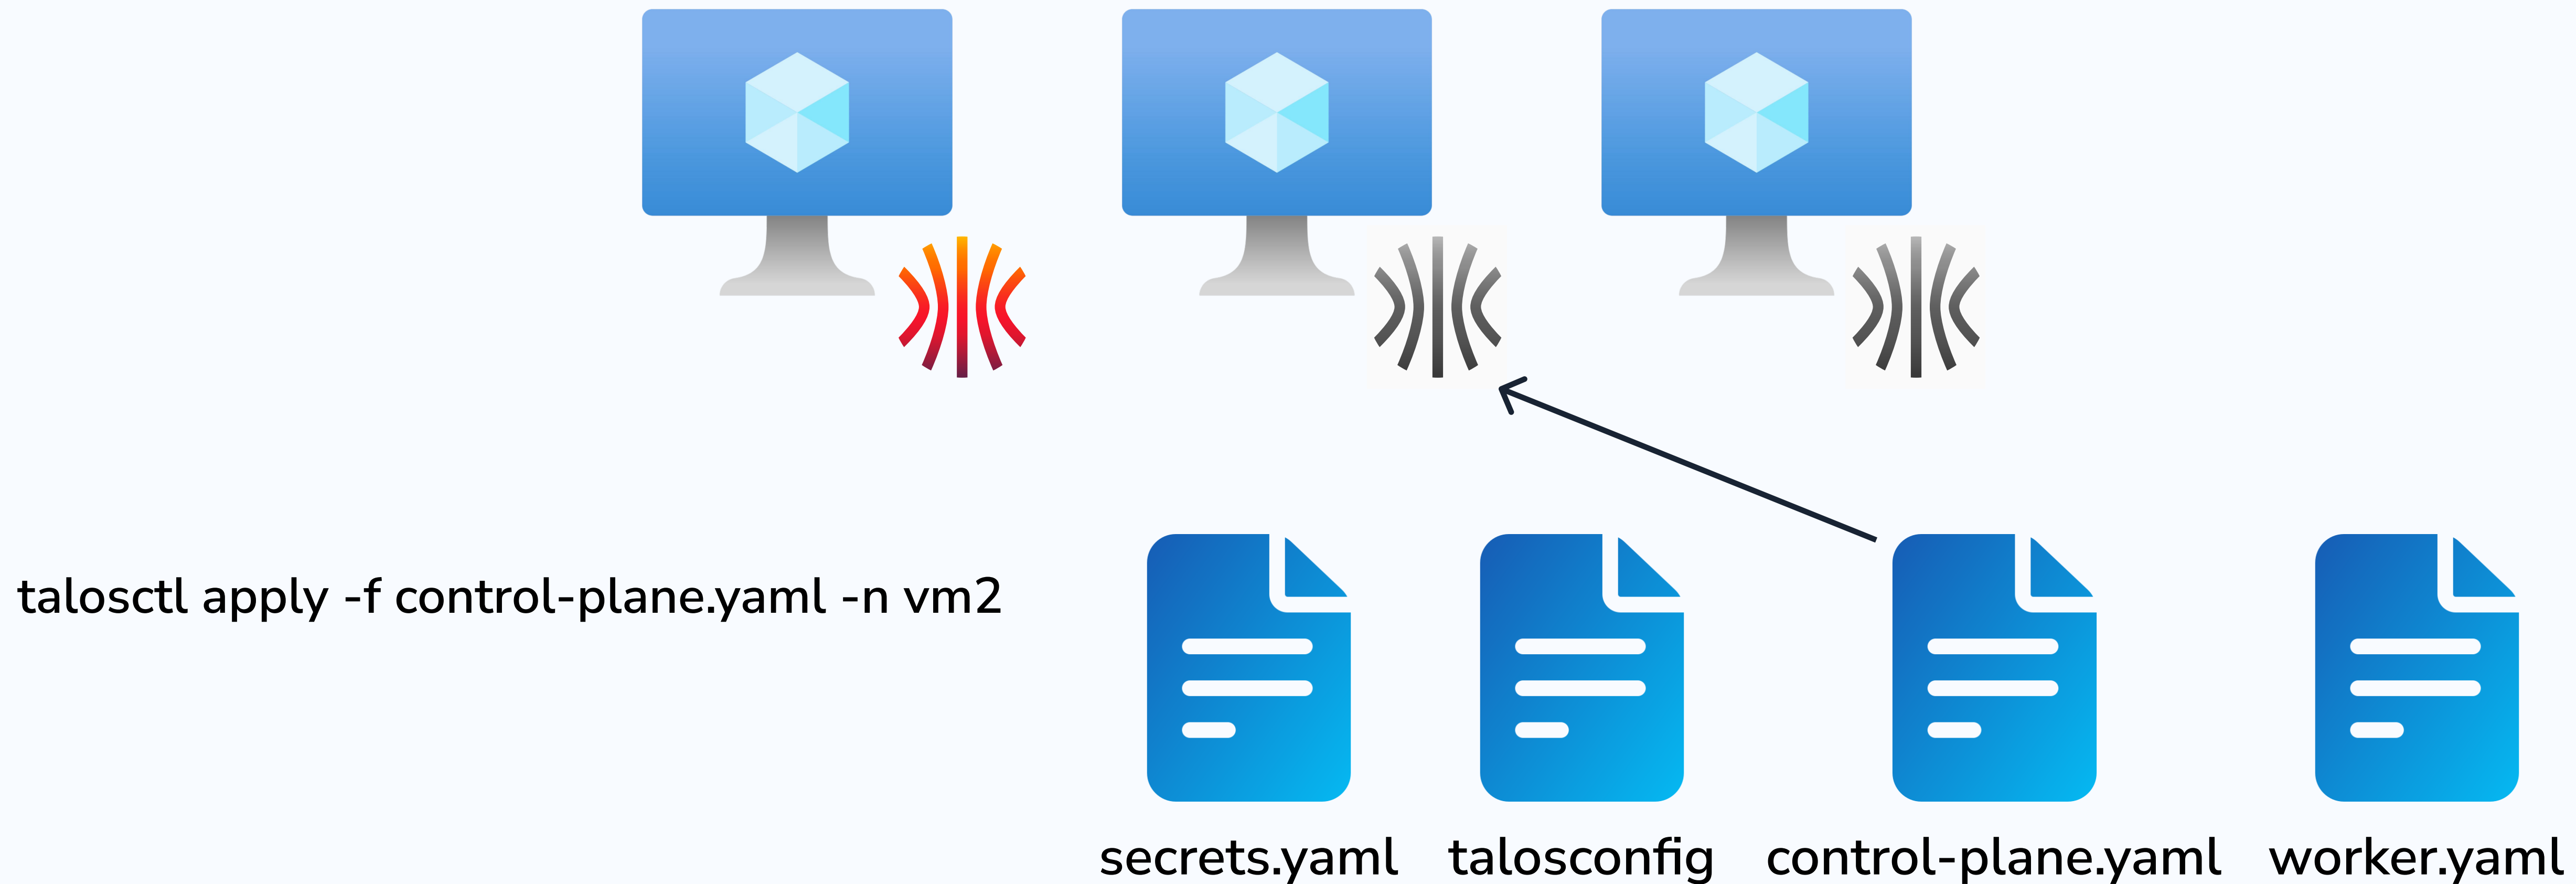 talosctl apply -f control-plane.yaml -n vm2
secrets.yaml
talosconfig
control-plane.yaml
worker.yaml